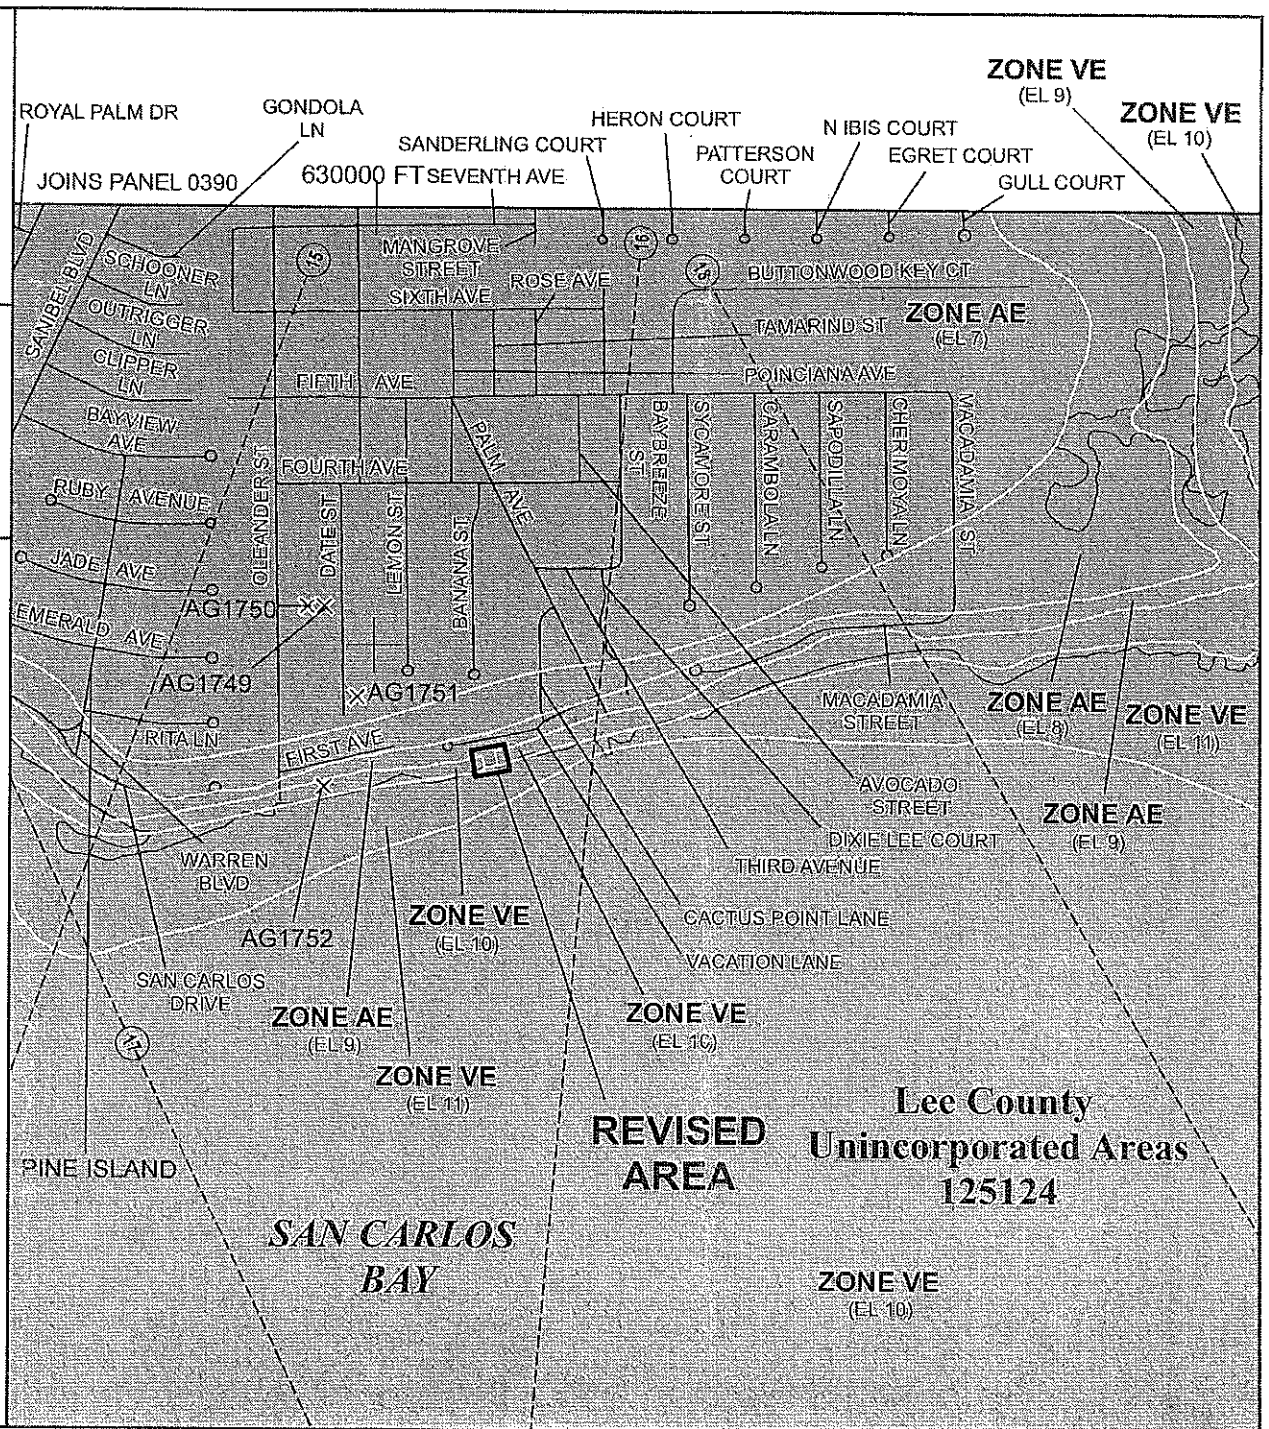 ZONE VE
(EL 9)
ZONE VE
(EL 10)
ROYAL PALM DR
GONDOLA
LN
HERON COURT
SANDERLING COURT
N IBIS COURT
PATTERSON
COURT
EGRET COURT
GULL COURT
JOINS PANEL 0390
630000 FT
SEVENTH AVE
SANIBEL BLVD
SCHOONER
LN
15
MANGROVE
STREET
16
18
SIXTH AVE
ROSE AVE
BUTTONWOOD KEY CT
OUTRIGGER
LN
TAMARIND ST
ZONE AE
(EL 7)
CLIPPER
LN
FIFTH AVE
POINCIANA AVE
BAYVIEW
AVE
OLEANDER ST
FOURTH AVE
PALM AVE
BAYBREEZE
ST
SYCAMORE ST
CARAMBOLA LN
SAPODILLA LN
CHERIMOYA LN
MACADAMIA ST
RUBY AVENUE
DATE ST
LEMON ST
BANANA ST
JADE AVE
AG1750
EMERALD AVE
AG1749
AG1751
RITA LN
FIRST AVE
MACADAMIA
STREET
ZONE AE
(EL 8)
ZONE VE
(EL 11)
AVOCADO
STREET
ZONE AE
(EL 9)
DIXIE LEE COURT
THIRD AVENUE
WARREN
BLVD
CACTUS POINT LANE
ZONE VE
(EL 10)
AG1752
VACATION LANE
SAN CARLOS
DRIVE
ZONE AE
(EL 9)
ZONE VE
(EL 10)
17
ZONE VE
(EL 11)
REVISED
AREA
Lee County
Unincorporated Areas
125124
PINE ISLAND
SAN CARLOS
BAY
ZONE VE
(EL 10)